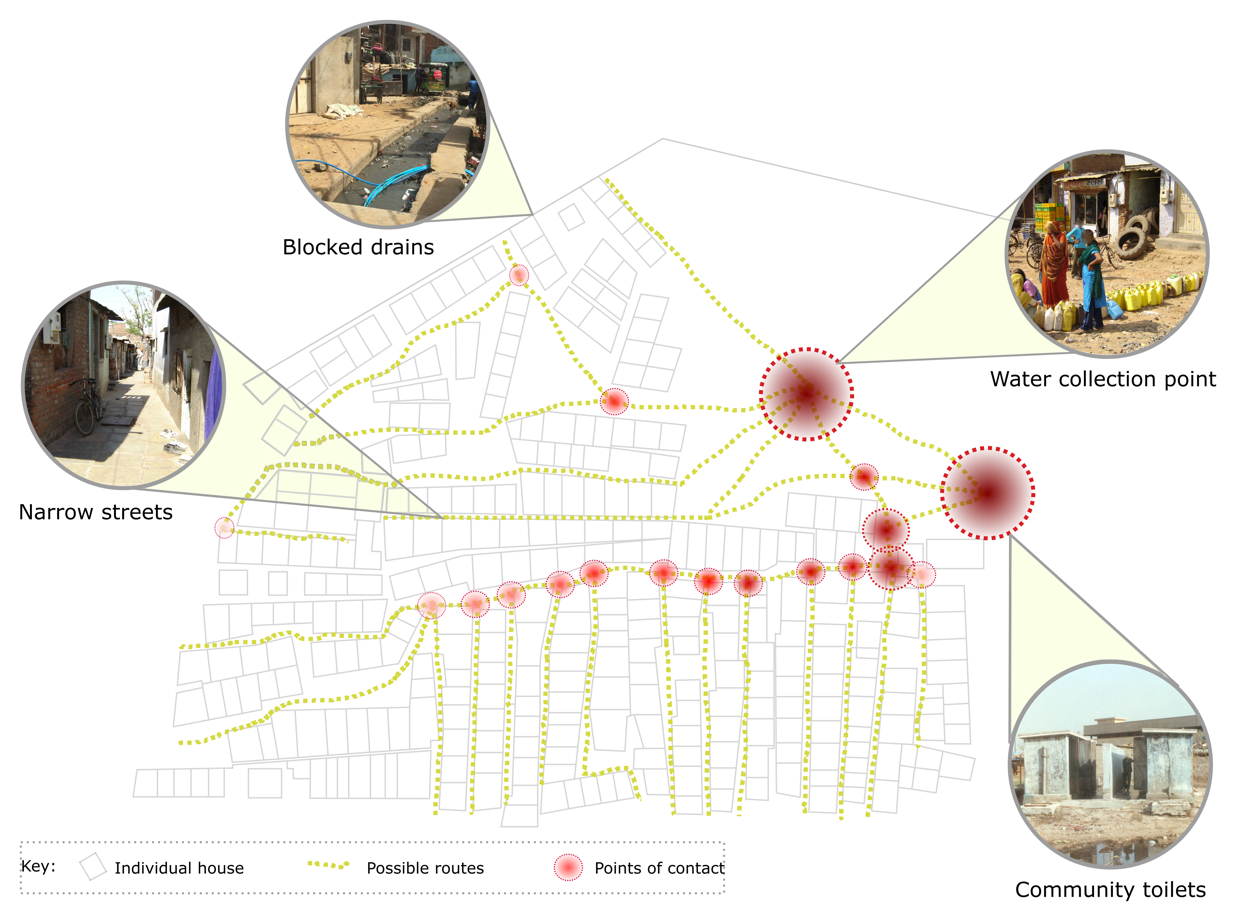 Blocked drains
Water collection point
Narrow streets
Key:
Individual house
Possible routes
Points of contact
Community toilets